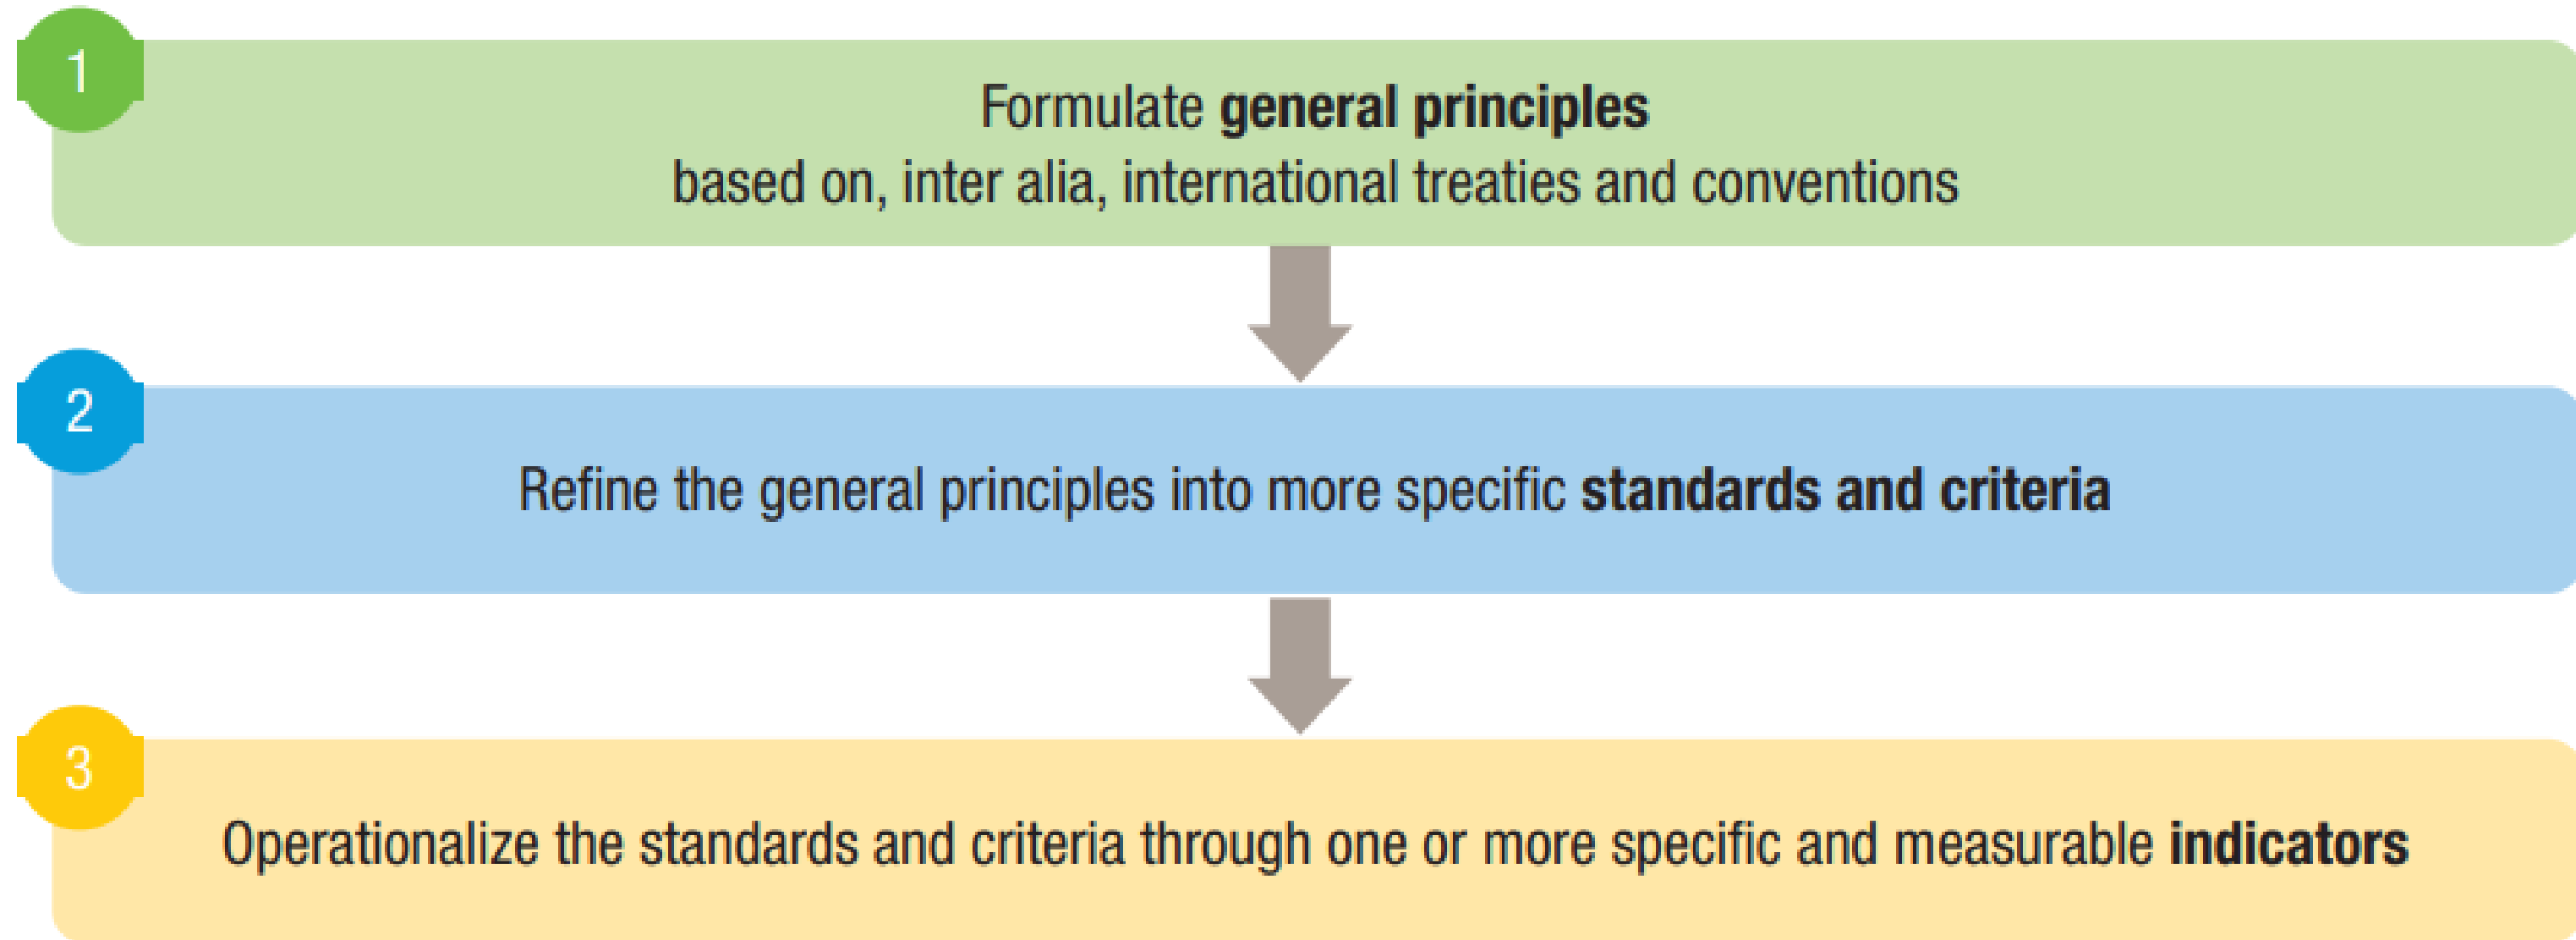 1
Formulate general principles
based on, inter alia, international treaties and conventions
2
Refine the general principles into more specific standards and criteria
3
Operationalize the standards and criteria through one or more specific and measurable indicators